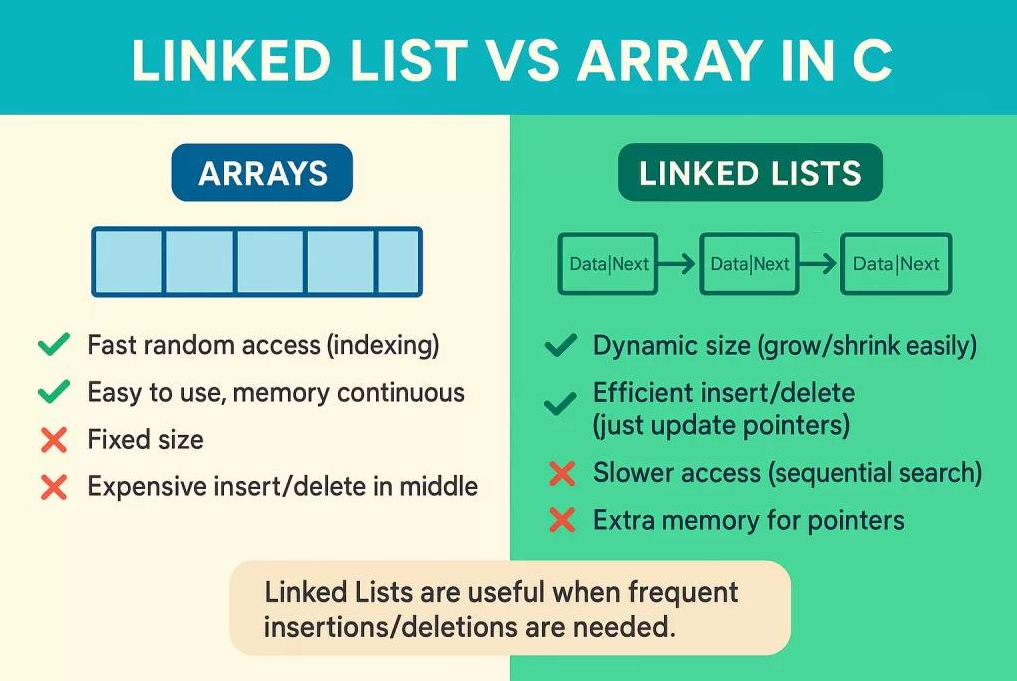 LINKED LIST VS ARRAY IN C
ARRAYS
Fast random access (indexing)
Easy to use, memory continuous
Fixed size
Expensive insert/delete in middle
LINKED LISTS
Data|Next
Data|Next
Data|Next
Dynamic size (grow/shrink easily)
Efficient insert/delete
(just update pointers)
Slower access (sequential search)
Extra memory for pointers
Linked Lists are useful when frequent
insertions/deletions are needed.